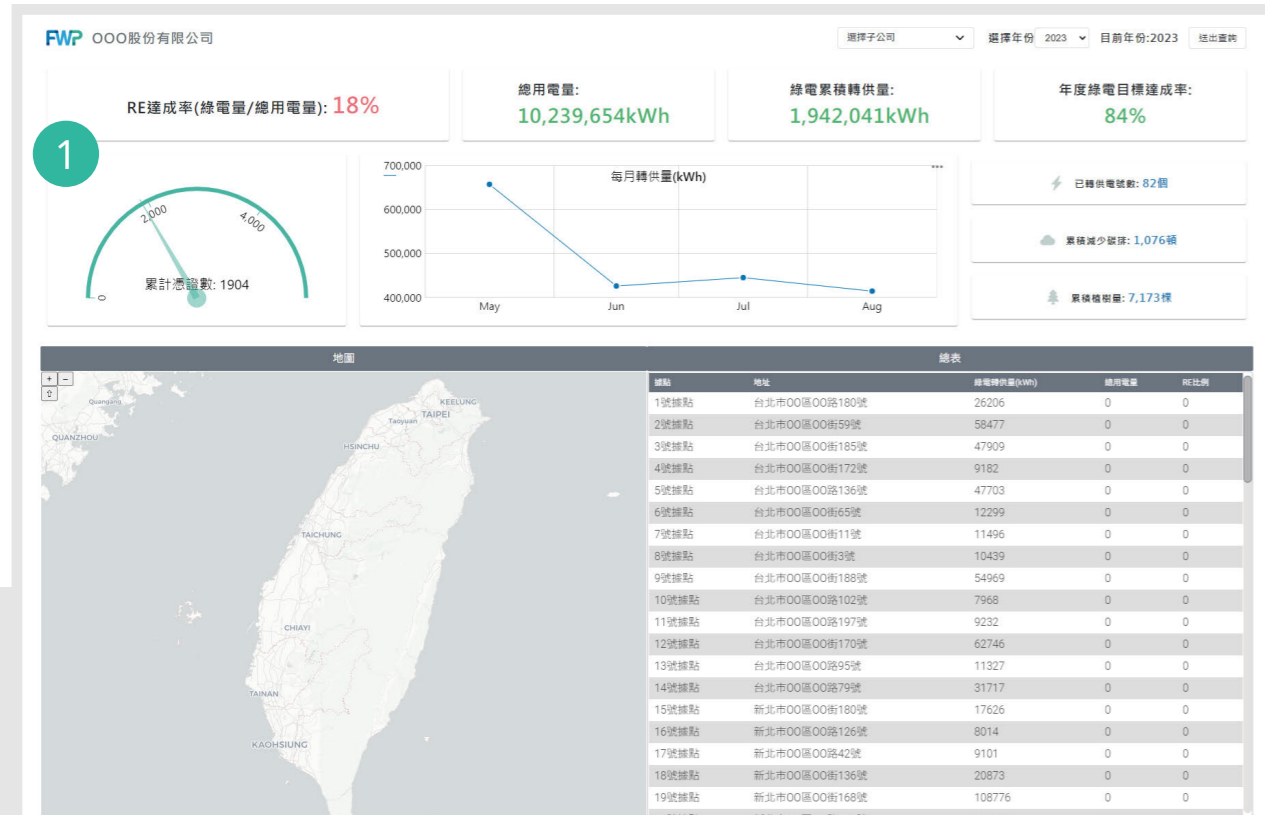 FWP OOO股份有限公司
選擇子公司 選擇年份 2023 目前年份:2023 送出查詢
RE達成率(綠電量/總用電量): 18%
總用電量:
10,239,654kWh
綠電累積轉供量:
1,942,041kWh
年度綠電目標達成率:
84%
1
0
2,000
4,000
累計憑證數: 1904
每月轉供量(kWh)
700,000
600,000
500,000
400,000
May Jun Jul Aug
已轉供電號數: 82個
累積減少碳排: 1,076噸
累積植樹量: 7,173棵
地圖
+ −
⇧
Quangang
QUANZHOU
KEELUNG
TAIPEI
Taoyuan
HSINCHU
TAICHUNG
CHIAYI
TAINAN
KAOHSIUNG
總表
據點 地址 綠電轉供量(kWh) 總用電量 RE比例
1號據點 台北市OO區OO路180號 26206 0 0
2號據點 台北市OO區OO街59號 58477 0 0
3號據點 台北市OO區OO街185號 47909 0 0
4號據點 台北市OO區OO街172號 9182 0 0
5號據點 台北市OO區OO路136號 47703 0 0
6號據點 台北市OO區OO街65號 12299 0 0
7號據點 台北市OO區OO街11號 11496 0 0
8號據點 台北市OO區OO街3號 10439 0 0
9號據點 台北市OO區OO街188號 54969 0 0
10號據點 台北市OO區OO路102號 7968 0 0
11號據點 台北市OO區OO路197號 9232 0 0
12號據點 台北市OO區OO街170號 62746 0 0
13號據點 台北市OO區OO路95號 11327 0 0
14號據點 台北市OO區OO路79號 31717 0 0
15號據點 新北市OO區OO街180號 17626 0 0
16號據點 新北市OO區OO路126號 8014 0 0
17號據點 新北市OO區OO路42號 9101 0 0
18號據點 新北市OO區OO街136號 20873 0 0
19號據點 新北市OO區OO街168號 108776 0 0